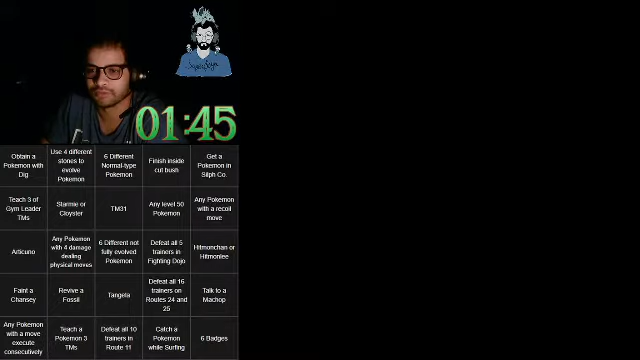 01:45
Obtain a
Pokemon with
Dig
Use 4 different
stones to
evolve
Pokemon
6 Different
Normal-type
Pokemon
Finish inside
cut bush
Get a
Pokemon in
Silph Co.
Teach 3 of
Gym Leader
TMs
Starmie or
Cloyster
TM31
Any level 50
Pokemon
Any Pokemon
with a recoil
move
Articuno
Any Pokemon
with 4 damage
dealing
physical moves
6 Different not
fully evolved
Pokemon
Defeat all 5
trainers in
Fighting Dojo
Hitmonchan or
Hitmonlee
Faint a
Chansey
Revive a
Fossil
Tangela
Defeat all 16
trainers on
Routes 24 and
25
Talk to a
Machop
Any Pokemon
with a move
execute
consecutively
Teach a
Pokemon 3
TMs
Defeat all 10
trainers in
Route 11
Catch a
Pokemon
while Surfing
6 Badges